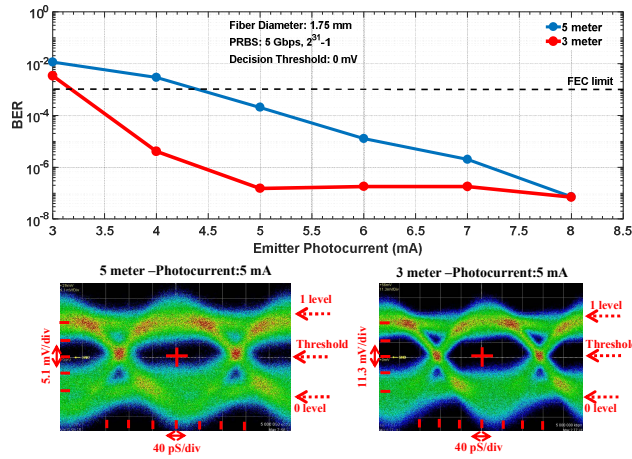 10^0
10^-2
10^-4
10^-6
10^-8
BER
Fiber Diameter: 1.75 mm
PRBS: 5 Gbps, 2^31-1
Decision Threshold: 0 mV
5 meter
3 meter
FEC limit
3 3.5 4 4.5 5 5.5 6 6.5 7 7.5 8 8.5
Emitter Photocurrent (mA)
5 meter –Photocurrent:5 mA
1 level
Threshold
0 level
5.1 mV/div
40 pS/div
3 meter –Photocurrent:5 mA
1 level
Threshold
0 level
11.3 mV/div
40 pS/div